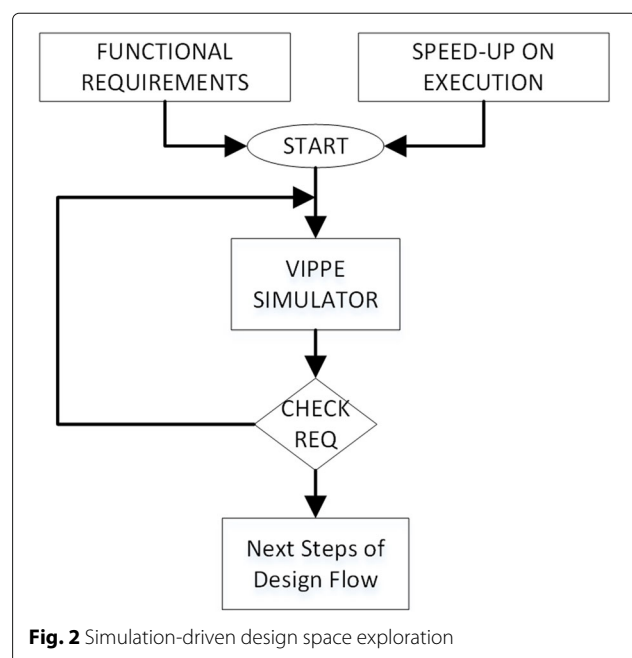 FUNCTIONAL
REQUIREMENTS
SPEED-UP ON
EXECUTION
START
VIPPE
SIMULATOR
CHECK
REQ
Next Steps of
Design Flow
Fig. 2 Simulation-driven design space exploration